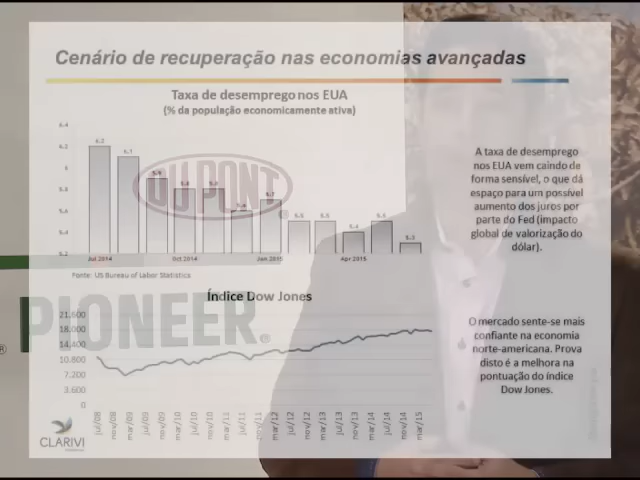 Cenário de recuperação nas economias avançadas
Taxa de desemprego nos EUA
(% da população economicamente ativa)
6.4
6.2
6
5.8
5.6
5.4
5.2
6.2
6.1
5.9
5.8
5.8
5.6
5.7
5.5
5.5
5.4
5.5
5.3
Jul 2014
Oct 2014
Jan 2015
Apr 2015
Fonte: US Bureau of Labor Statistics
A taxa de desemprego
nos EUA vem caindo de
forma sensível, o que dá
espaço para um possível
aumento dos juros por
parte do Fed (impacto
global de valorização do
dólar).
DU PONT
®
PIONEER
®
®
Índice Dow Jones
21.600
18.000
14.400
10.800
7.200
3.600
0
jul/08
nov/08
mar/09
jul/09
nov/09
mar/10
jul/10
nov/10
mar/11
jul/11
nov/11
mar/12
jul/12
nov/12
mar/13
jul/13
nov/13
mar/14
jul/14
nov/14
mar/15
O mercado sente-se mais
confiante na economia
norte-americana. Prova
disto é a melhora na
pontuação do índice
Dow Jones.
CLARIVI